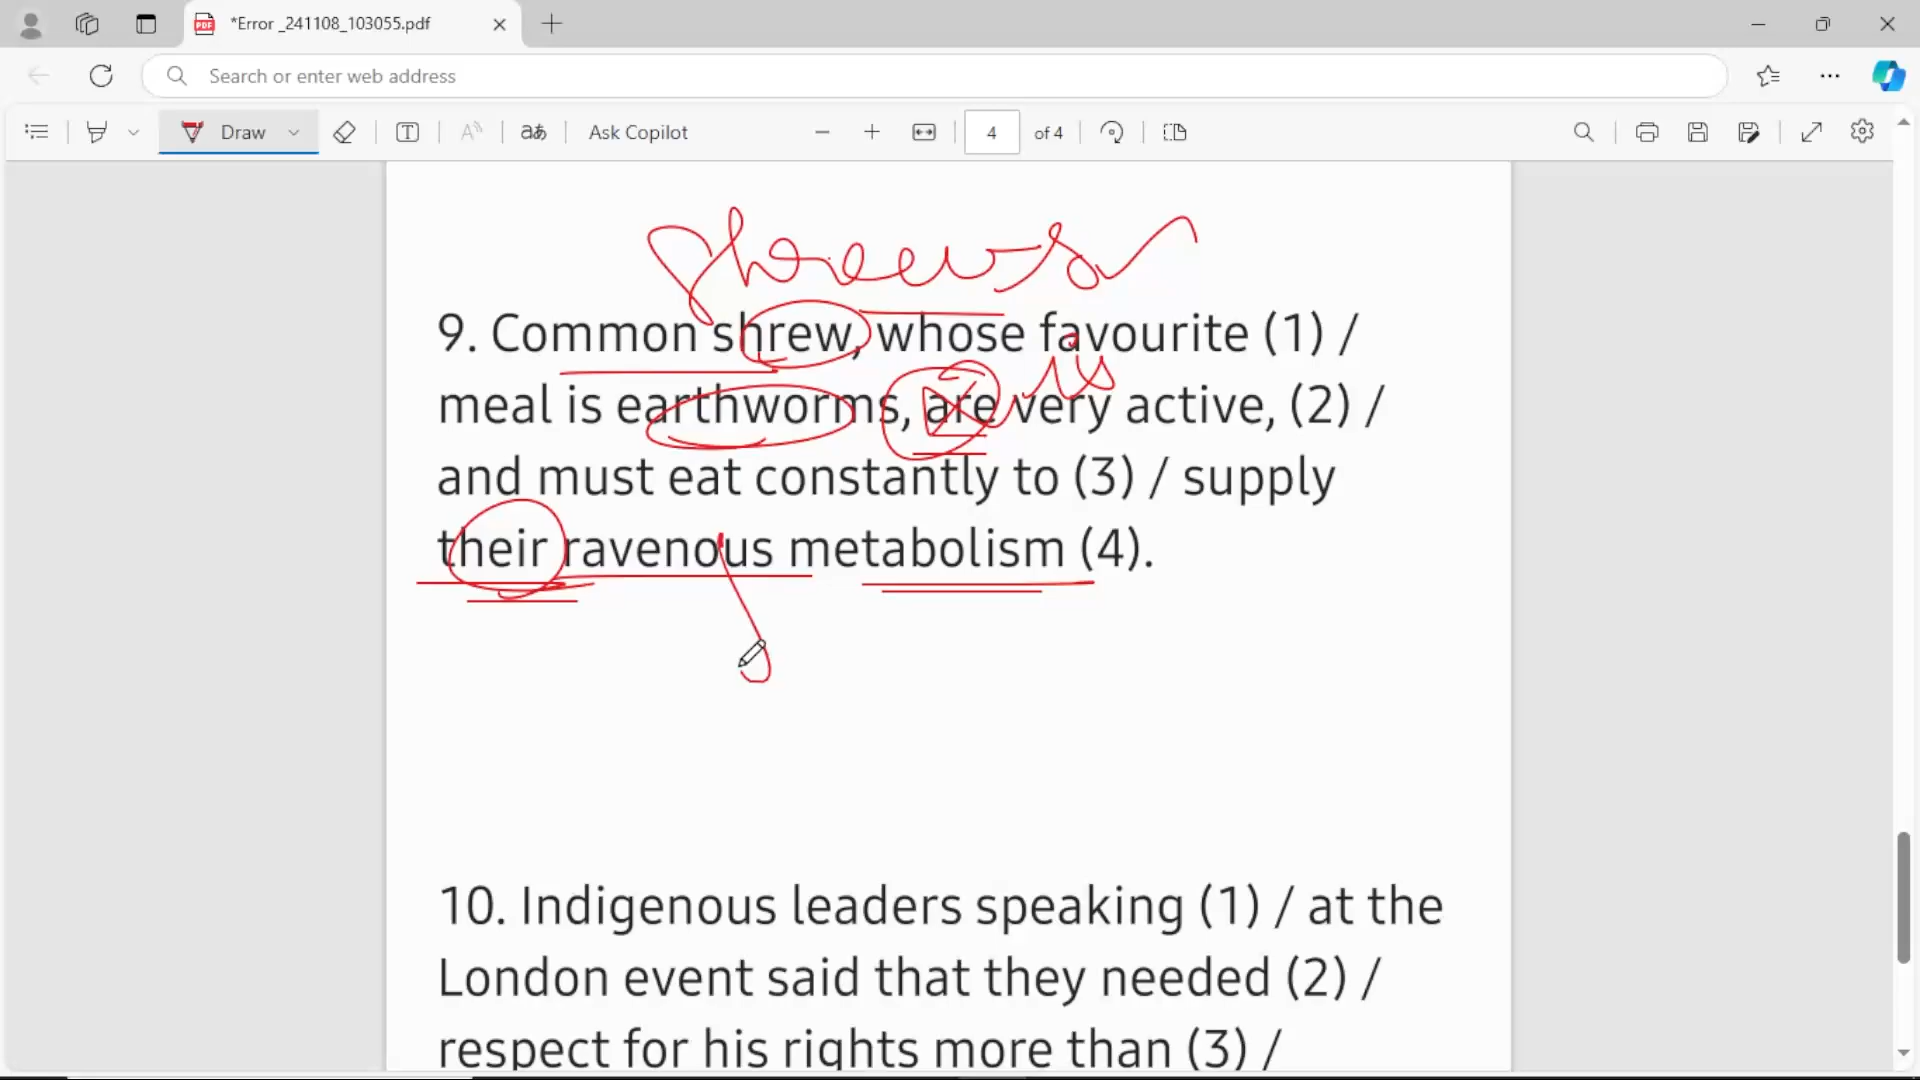 *Error _241108_103055.pdf
Search or enter web address
Draw
Ask Copilot
4 of 4
shrews
9. Common shrew, whose favourite (1) /
is
meal is earthworms, are very active, (2) /
and must eat constantly to (3) / supply
their ravenous metabolism (4).
10. Indigenous leaders speaking (1) / at the
London event said that they needed (2) /
respect for his rights more than (3) /